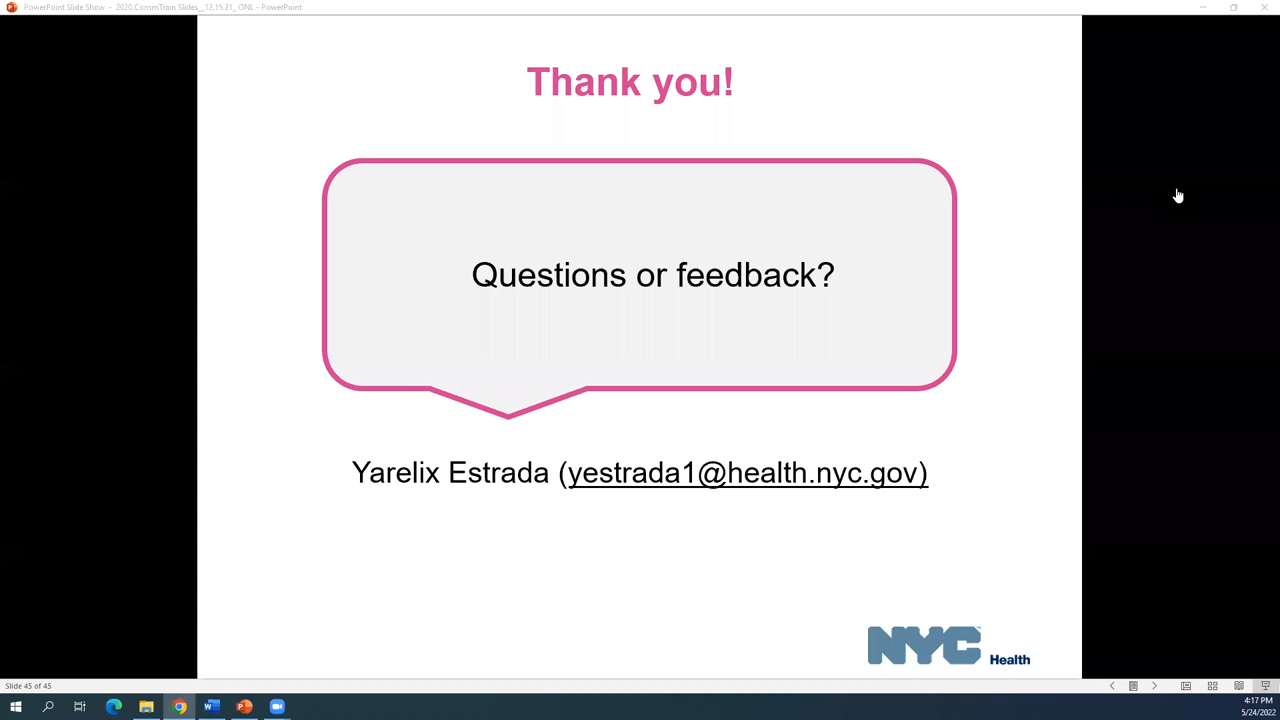 PowerPoint Slide Show - 2020.CommTrain Slides_12.15.21_ ONL - PowerPoint
Thank you!
Questions or feedback?
Yarelix Estrada (yestrada1@health.nyc.gov)
NYC
Health
Slide 45 of 45
4:17 PM
5/24/2022